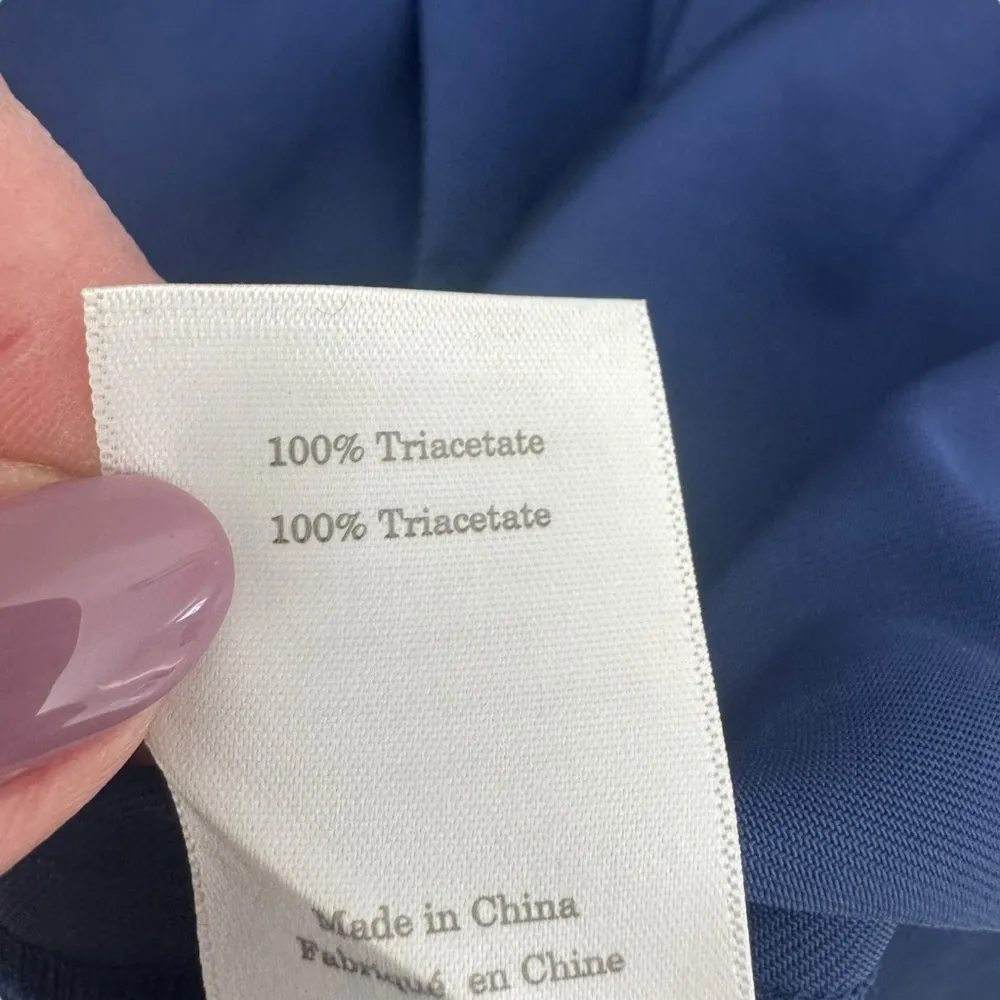 100% Triacetate
100% Triacetate
Made in China
Fabriqué en Chine